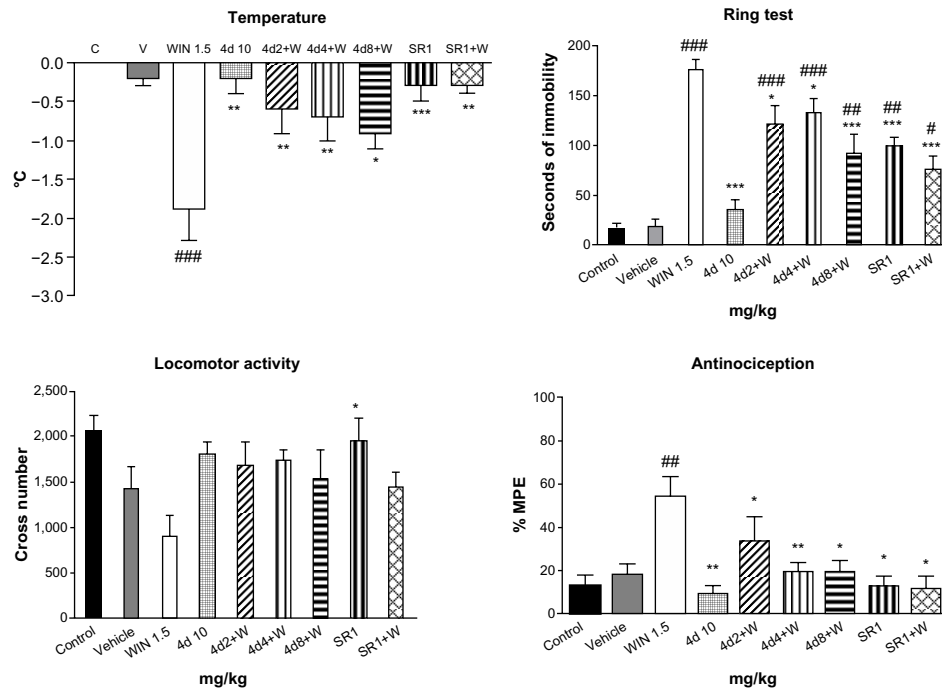 Temperature
C V WIN 1.5 4d 10 4d2+W 4d4+W 4d8+W SR1 SR1+W
0.0
−0.5
−1.0
−1.5
−2.0
−2.5
−3.0
°C
** ** ** * *** **
###
Ring test
200
150
100
50
0
Seconds of immobility
### *** ### * ### * ## *** ## *** # ***
Control Vehicle WIN 1.5 4d 10 4d2+W 4d4+W 4d8+W SR1 SR1+W
mg/kg
Locomotor activity
2,500
2,000
1,500
1,000
500
0
Cross number
*
Control Vehicle WIN 1.5 4d 10 4d2+W 4d4+W 4d8+W SR1 SR1+W
mg/kg
Antinociception
100
80
60
40
20
0
% MPE
## ** * ** * * *
Control Vehicle WIN 1.5 4d 10 4d2+W 4d4+W 4d8+W SR1 SR1+W
mg/kg